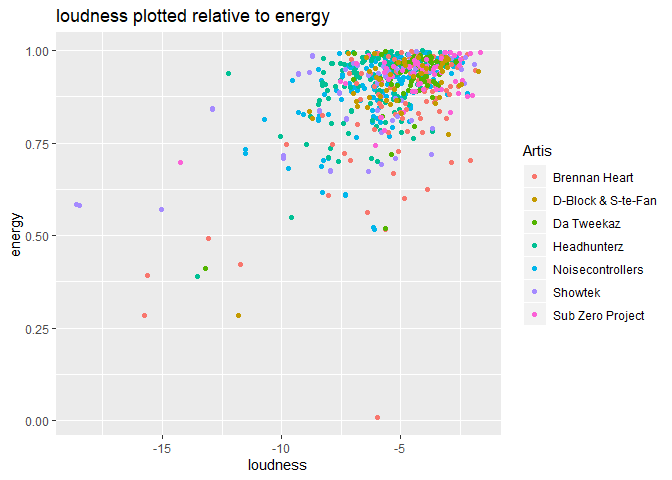 loudness plotted relative to energy
1.00
0.75
0.50
0.25
0.00
energy
-15
-10
-5
loudness
Artis
Brennan Heart
D-Block & S-te-Fan
Da Tweekaz
Headhunterz
Noisecontrollers
Showtek
Sub Zero Project